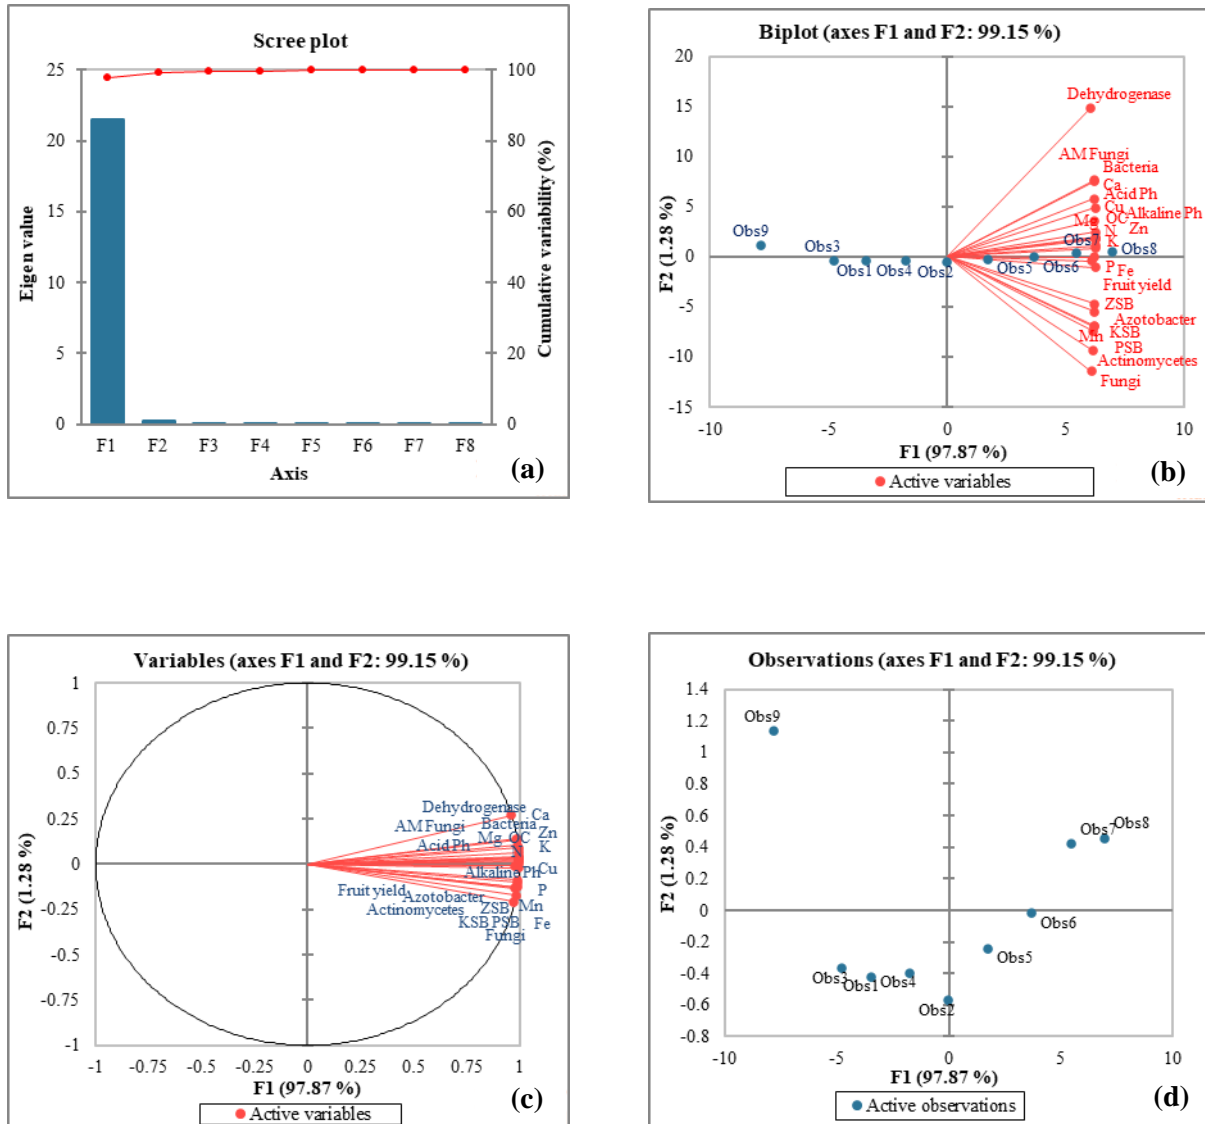 Scree plot
25
20
15
10
5
0
100
80
60
40
20
0
Eigen value
Cumulative variability (%)
F1 F2 F3 F4 F5 F6 F7 F8
Axis
(a)
Biplot (axes F1 and F2: 99.15 %)
20
15
10
5
0
-5
-10
-15
F2 (1.28 %)
Dehydrogenase
AM Fungi
Bacteria
Ca
Acid Ph
Cu
Alkaline Ph
Mg
OC
Zn
N
K
Obs7
Obs8
Obs9
Obs3
Obs1
Obs4
Obs2
Obs5
Obs6
P
Fe
Fruit yield
ZSB
Azotobacter
KSB
Mn
PSB
Actinomycetes
Fungi
-10 -5 0 5 10
F1 (97.87 %)
Active variables
(b)
Variables (axes F1 and F2: 99.15 %)
1
0.75
0.5
0.25
0
-0.25
-0.5
-0.75
-1
F2 (1.28 %)
Dehydrogenase
Ca
AM Fungi
Bacteria
Zn
Mg
OC
Acid Ph
K
N
Alkaline Ph
Cu
Fruit yield
P
Azotobacter
Actinomycetes
ZSB
Mn
KSB
PSB
Fe
Fungi
-1 -0.75 -0.5 -0.25 0 0.25 0.5 0.75 1
F1 (97.87 %)
Active variables
(c)
Observations (axes F1 and F2: 99.15 %)
1.4
1.2
1
0.8
0.6
0.4
0.2
0
-0.2
-0.4
-0.6
-0.8
F2 (1.28 %)
Obs9
Obs7
Obs8
Obs6
Obs5
Obs3
Obs1
Obs4
Obs2
-10 -5 0 5 10
F1 (97.87 %)
Active observations
(d)